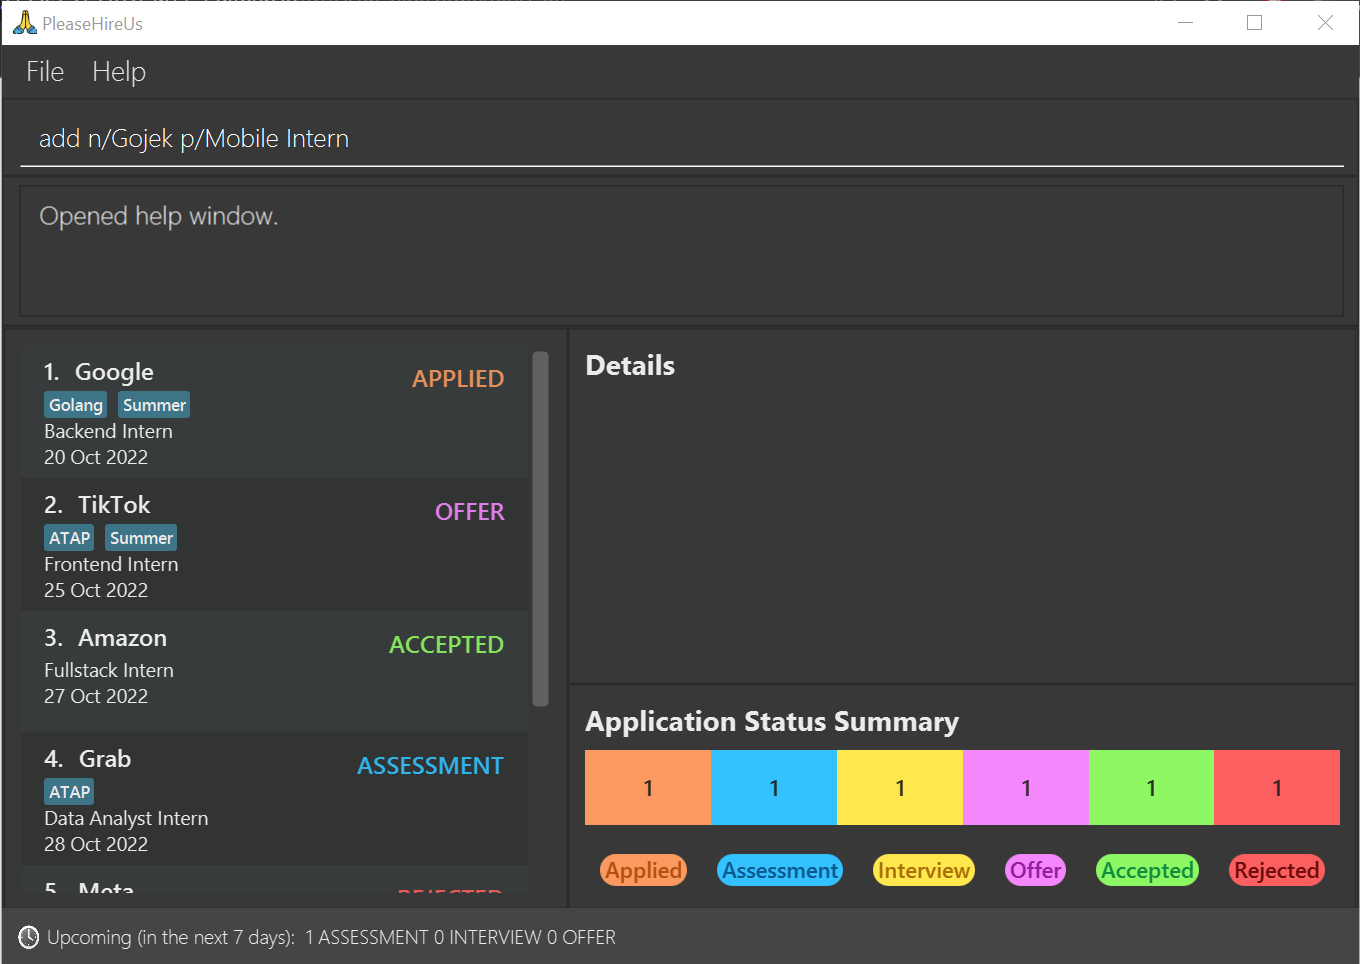 PleaseHireUs
File Help
add n/Gojek p/Mobile Intern
Opened help window.
1. Google APPLIED
Golang Summer
Backend Intern
20 Oct 2022
2. TikTok OFFER
ATAP Summer
Frontend Intern
25 Oct 2022
3. Amazon ACCEPTED
Fullstack Intern
27 Oct 2022
4. Grab ASSESSMENT
ATAP
Data Analyst Intern
28 Oct 2022
5. Meta REJECTED
Details
Application Status Summary
1 1 1 1 1 1
Applied Assessment Interview Offer Accepted Rejected
Upcoming (in the next 7 days): 1 ASSESSMENT 0 INTERVIEW 0 OFFER